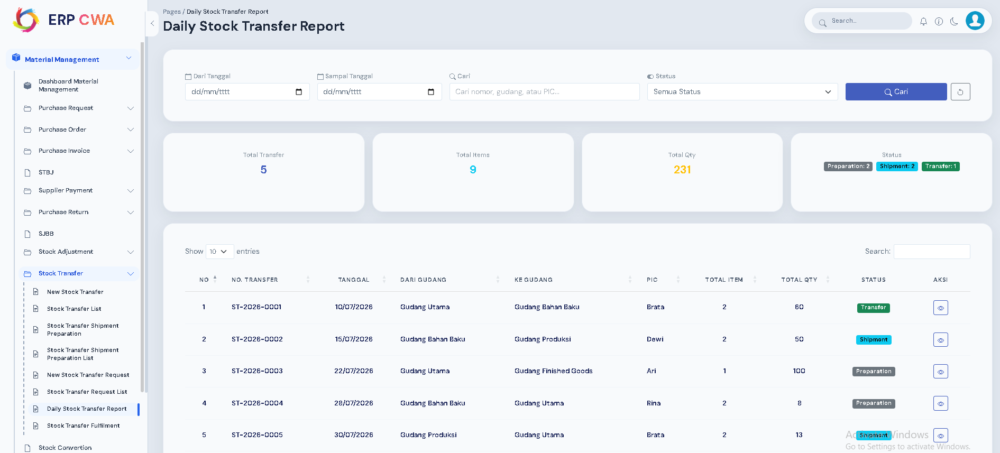 ERP CWA
Material Management
Dashboard Material
Management
Purchase Request
Purchase Order
Purchase Invoice
STBJ
Supplier Payment
Purchase Return
SJBB
Stock Adjustment
Stock Transfer
New Stock Transfer
Stock Transfer List
Stock Transfer Shipment
Preparation
Stock Transfer Shipment
Preparation List
New Stock Transfer Request
Stock Transfer Request List
Daily Stock Transfer Report
Stock Transfer Fulfilment
Stock Convertion
Pages / Daily Stock Transfer Report
Daily Stock Transfer Report
Search...
Dari Tanggal Sampai Tanggal Cari Status
dd/mm/tttt dd/mm/tttt Cari nomor, gudang, atau PIC... Semua Status Cari
Total Transfer
5
Total Items
9
Total Qty
231
Status
Preparation: 2 Shipment: 2 Transfer: 1
Show 10 entries Search:
NO NO. TRANSFER TANGGAL DARI GUDANG KE GUDANG PIC TOTAL ITEM TOTAL QTY STATUS AKSI
1 ST-2026-0001 10/07/2026 Gudang Utama Gudang Bahan Baku Brata 2 60 Transfer
2 ST-2026-0002 15/07/2026 Gudang Bahan Baku Gudang Produksi Dewi 2 50 Shipment
3 ST-2026-0003 22/07/2026 Gudang Utama Gudang Finished Goods Ari 1 100 Preparation
4 ST-2026-0004 28/07/2026 Gudang Bahan Baku Gudang Utama Rina 2 8 Preparation
5 ST-2026-0005 30/07/2026 Gudang Produksi Gudang Utama Brata 2 13 Shipment
Activate Windows
Go to Settings to activate Windows.